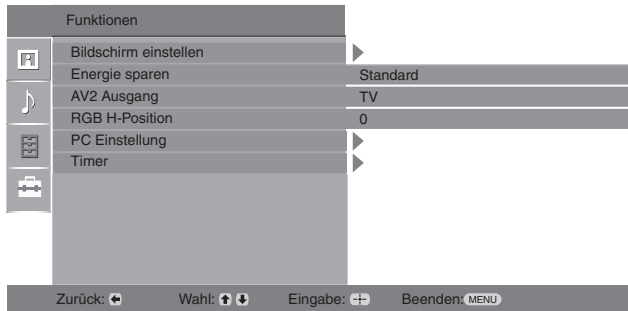 Funktionen
Bildschirm einstellen
Energie sparen Standard
AV2 Ausgang TV
RGB H-Position 0
PC Einstellung
Timer
Zurück: Wahl: Eingabe: Beenden: MENU